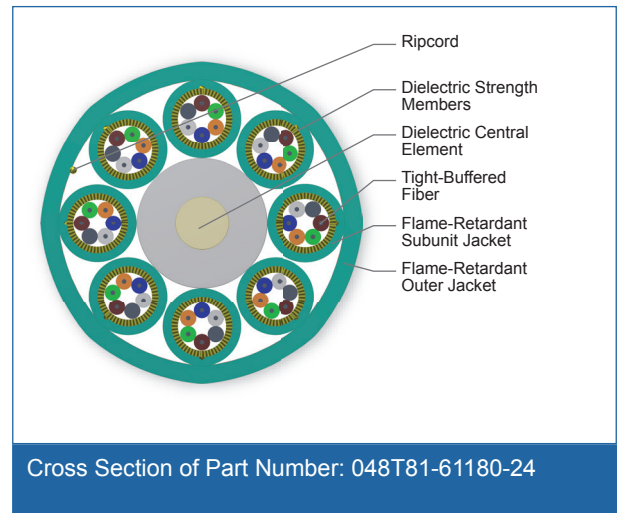 Ripcord
Dielectric Strength
Members
Dielectric Central
Element
Tight-Buffered
Fiber
Flame-Retardant
Subunit Jacket
Flame-Retardant
Outer Jacket
Cross Section of Part Number: 048T81-61180-24